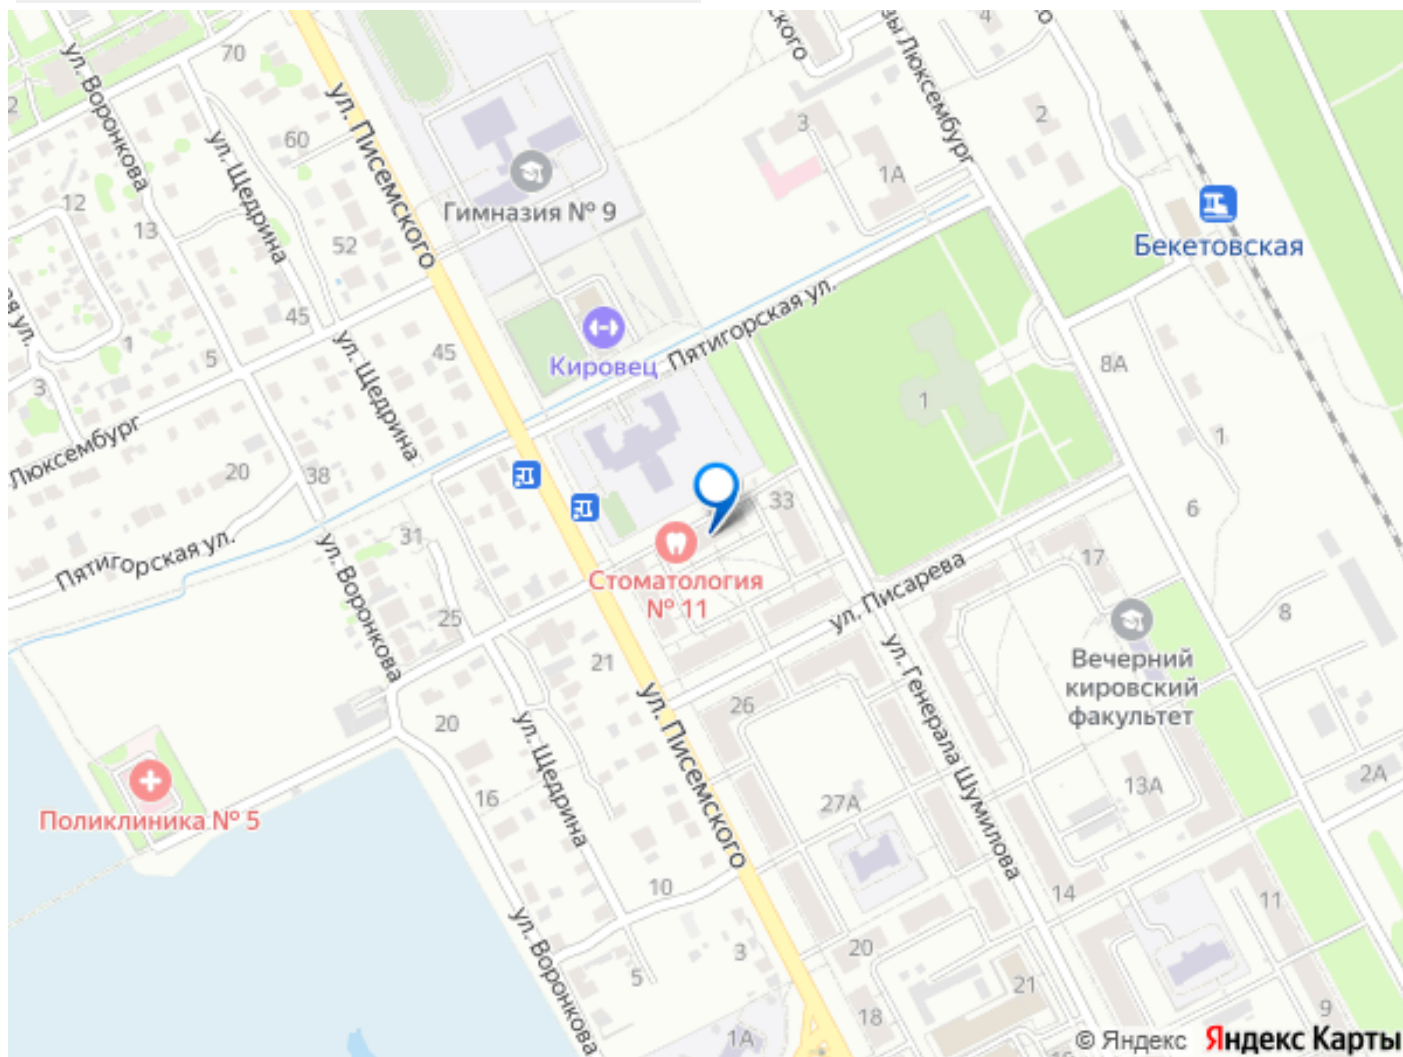 70
ул. Воронкова
ул. Писемского
ул. Щедрина
60
12
13
52
Гимназия № 9
45
1
5
3
45
ул. Щедрина
Кировец
Пятигорская ул.
ул.
Люксембург
20
38
Пятигорская ул.
31
ул. Воронкова
25
3
1А
Люксембург
4
2
Бекетовская
8А
1
1
6
33
Стоматология
№ 11
ул. Писарева
17
8
Вечерний
кировский
факультет
ул. Генерала Шумилова
21
ул. Писемского
26
20
16
ул. Щедрина
Поликлиника № 5
27А
13А
2А
10
14
11
ул. Воронкова
5
3
20
21
18
1А
9
© Яндекс Яндекс Карты